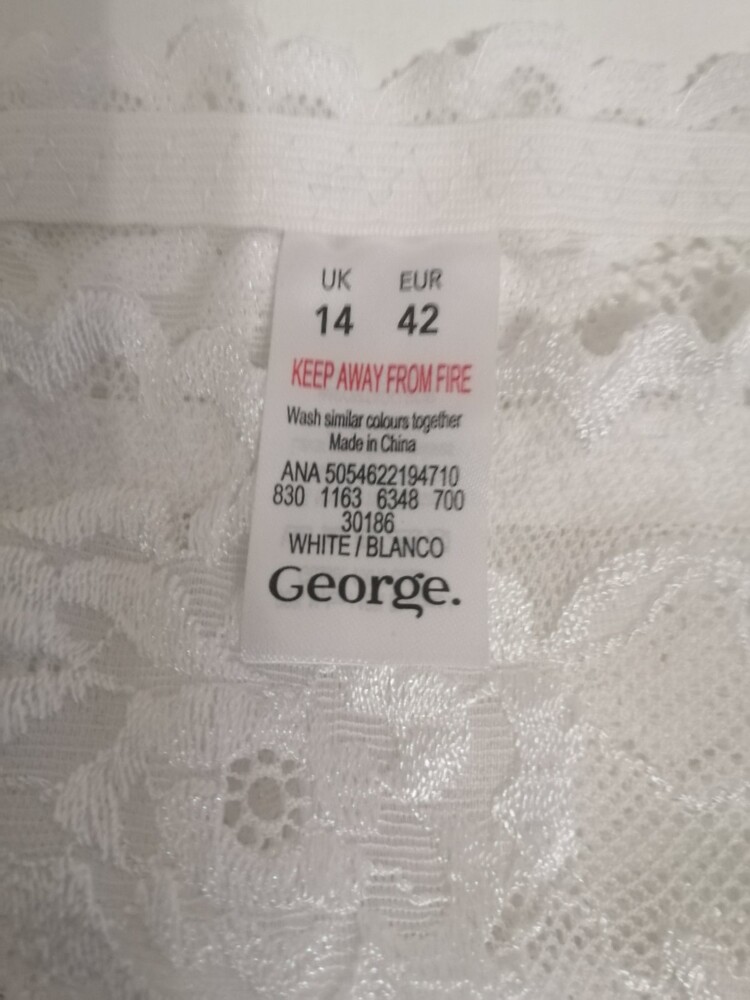 UK EUR
14 42
KEEP AWAY FROM FIRE
Wash similar colours together
Made in China
ANA 5054622194710
830 1163 6348 700
30186
WHITE / BLANCO
George.